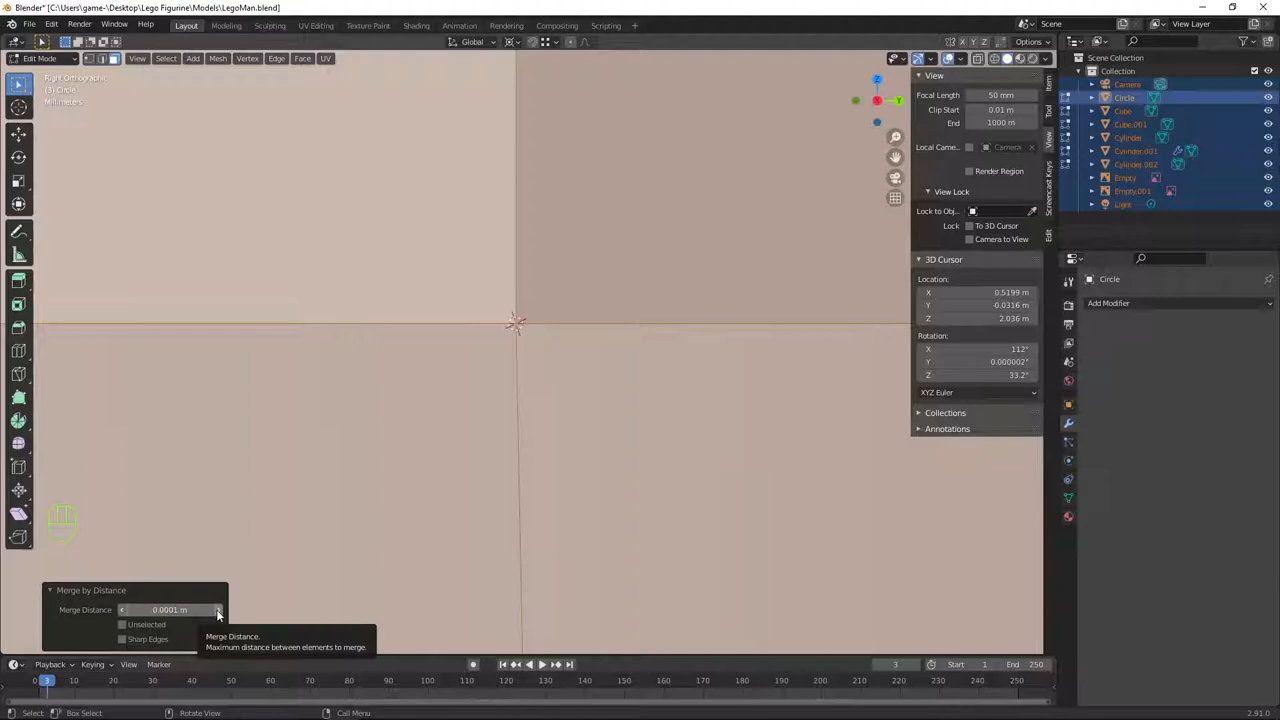 Blender* [C:\Users\game-\Desktop\Lego Figurine\Models\LegoMan.blend]
File Edit Render Window Help Layout Modeling Sculpting UV Editing Texture Paint Shading Animation Rendering Compositing Scripting + Scene View Layer
Global Options
Edit Mode View Select Add Mesh Vertex Edge Face UV X Y Z
Right Orthographic
(3) Circle
Millimeters
Z
X Y
View
Focal Length 50 mm
Clip Start 0.01 m
End 1000 m
Local Came... Camera
Render Region
View Lock
Lock to Obj...
Lock To 3D Cursor
Camera to View
3D Cursor
Location:
X 0.5199 m
Y -0.0316 m
Z 2.036 m
Rotation:
X 112°
Y 0.000002°
Z 33.2°
XYZ Euler
Collections
Annotations
Item
Tool
View
Screencast Keys
Edit
Scene Collection
Collection
Camera
Circle
Cube
Cube.001
Cylinder
Cylinder.001
Cylinder.002
Empty
Empty.001
Light
Circle
Add Modifier
Merge by Distance
Merge Distance 0.0001 m
Unselected
Sharp Edges
Merge Distance.
Maximum distance between elements to merge.
Playback Keying View Marker 3 Start 1 End 250
3 10 20 30 40 50 60 70 80 90 100 110 120 130 140 150 160 170 180 190 200 210 220 230 240 250
Select Box Select Rotate View Call Menu 2.91.0